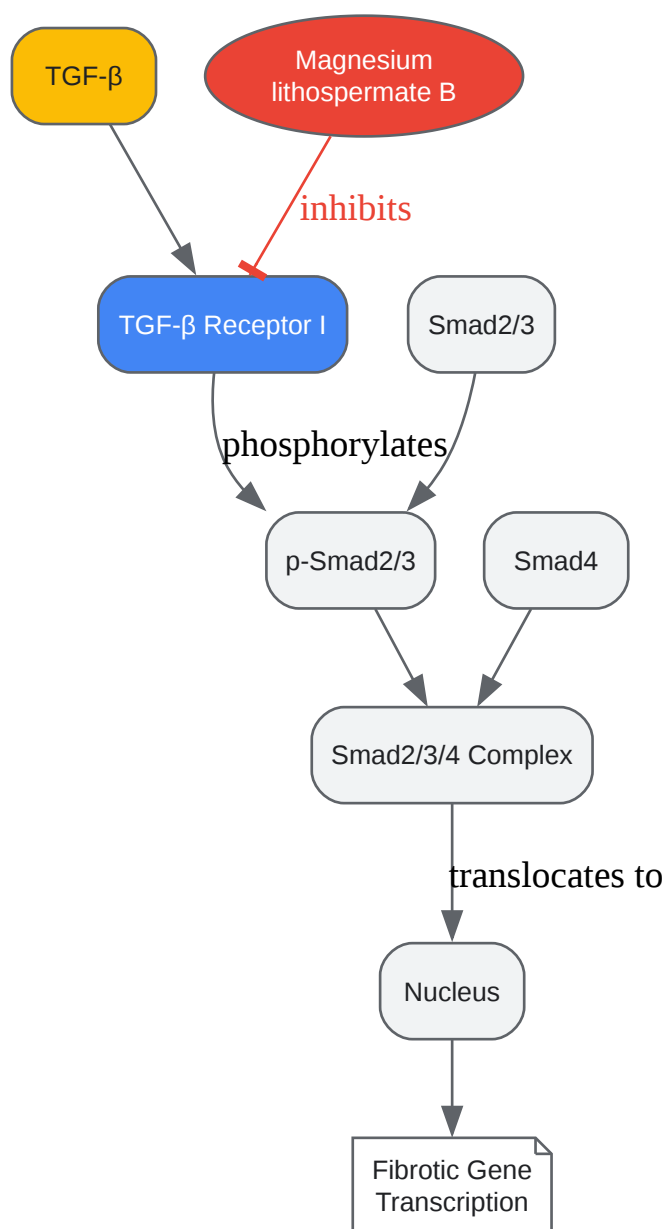 TGF-β
Magnesium
lithospermate B
inhibits
TGF-β Receptor I
Smad2/3
phosphorylates
p-Smad2/3
Smad4
Smad2/3/4 Complex
translocates to
Nucleus
Fibrotic Gene
Transcription